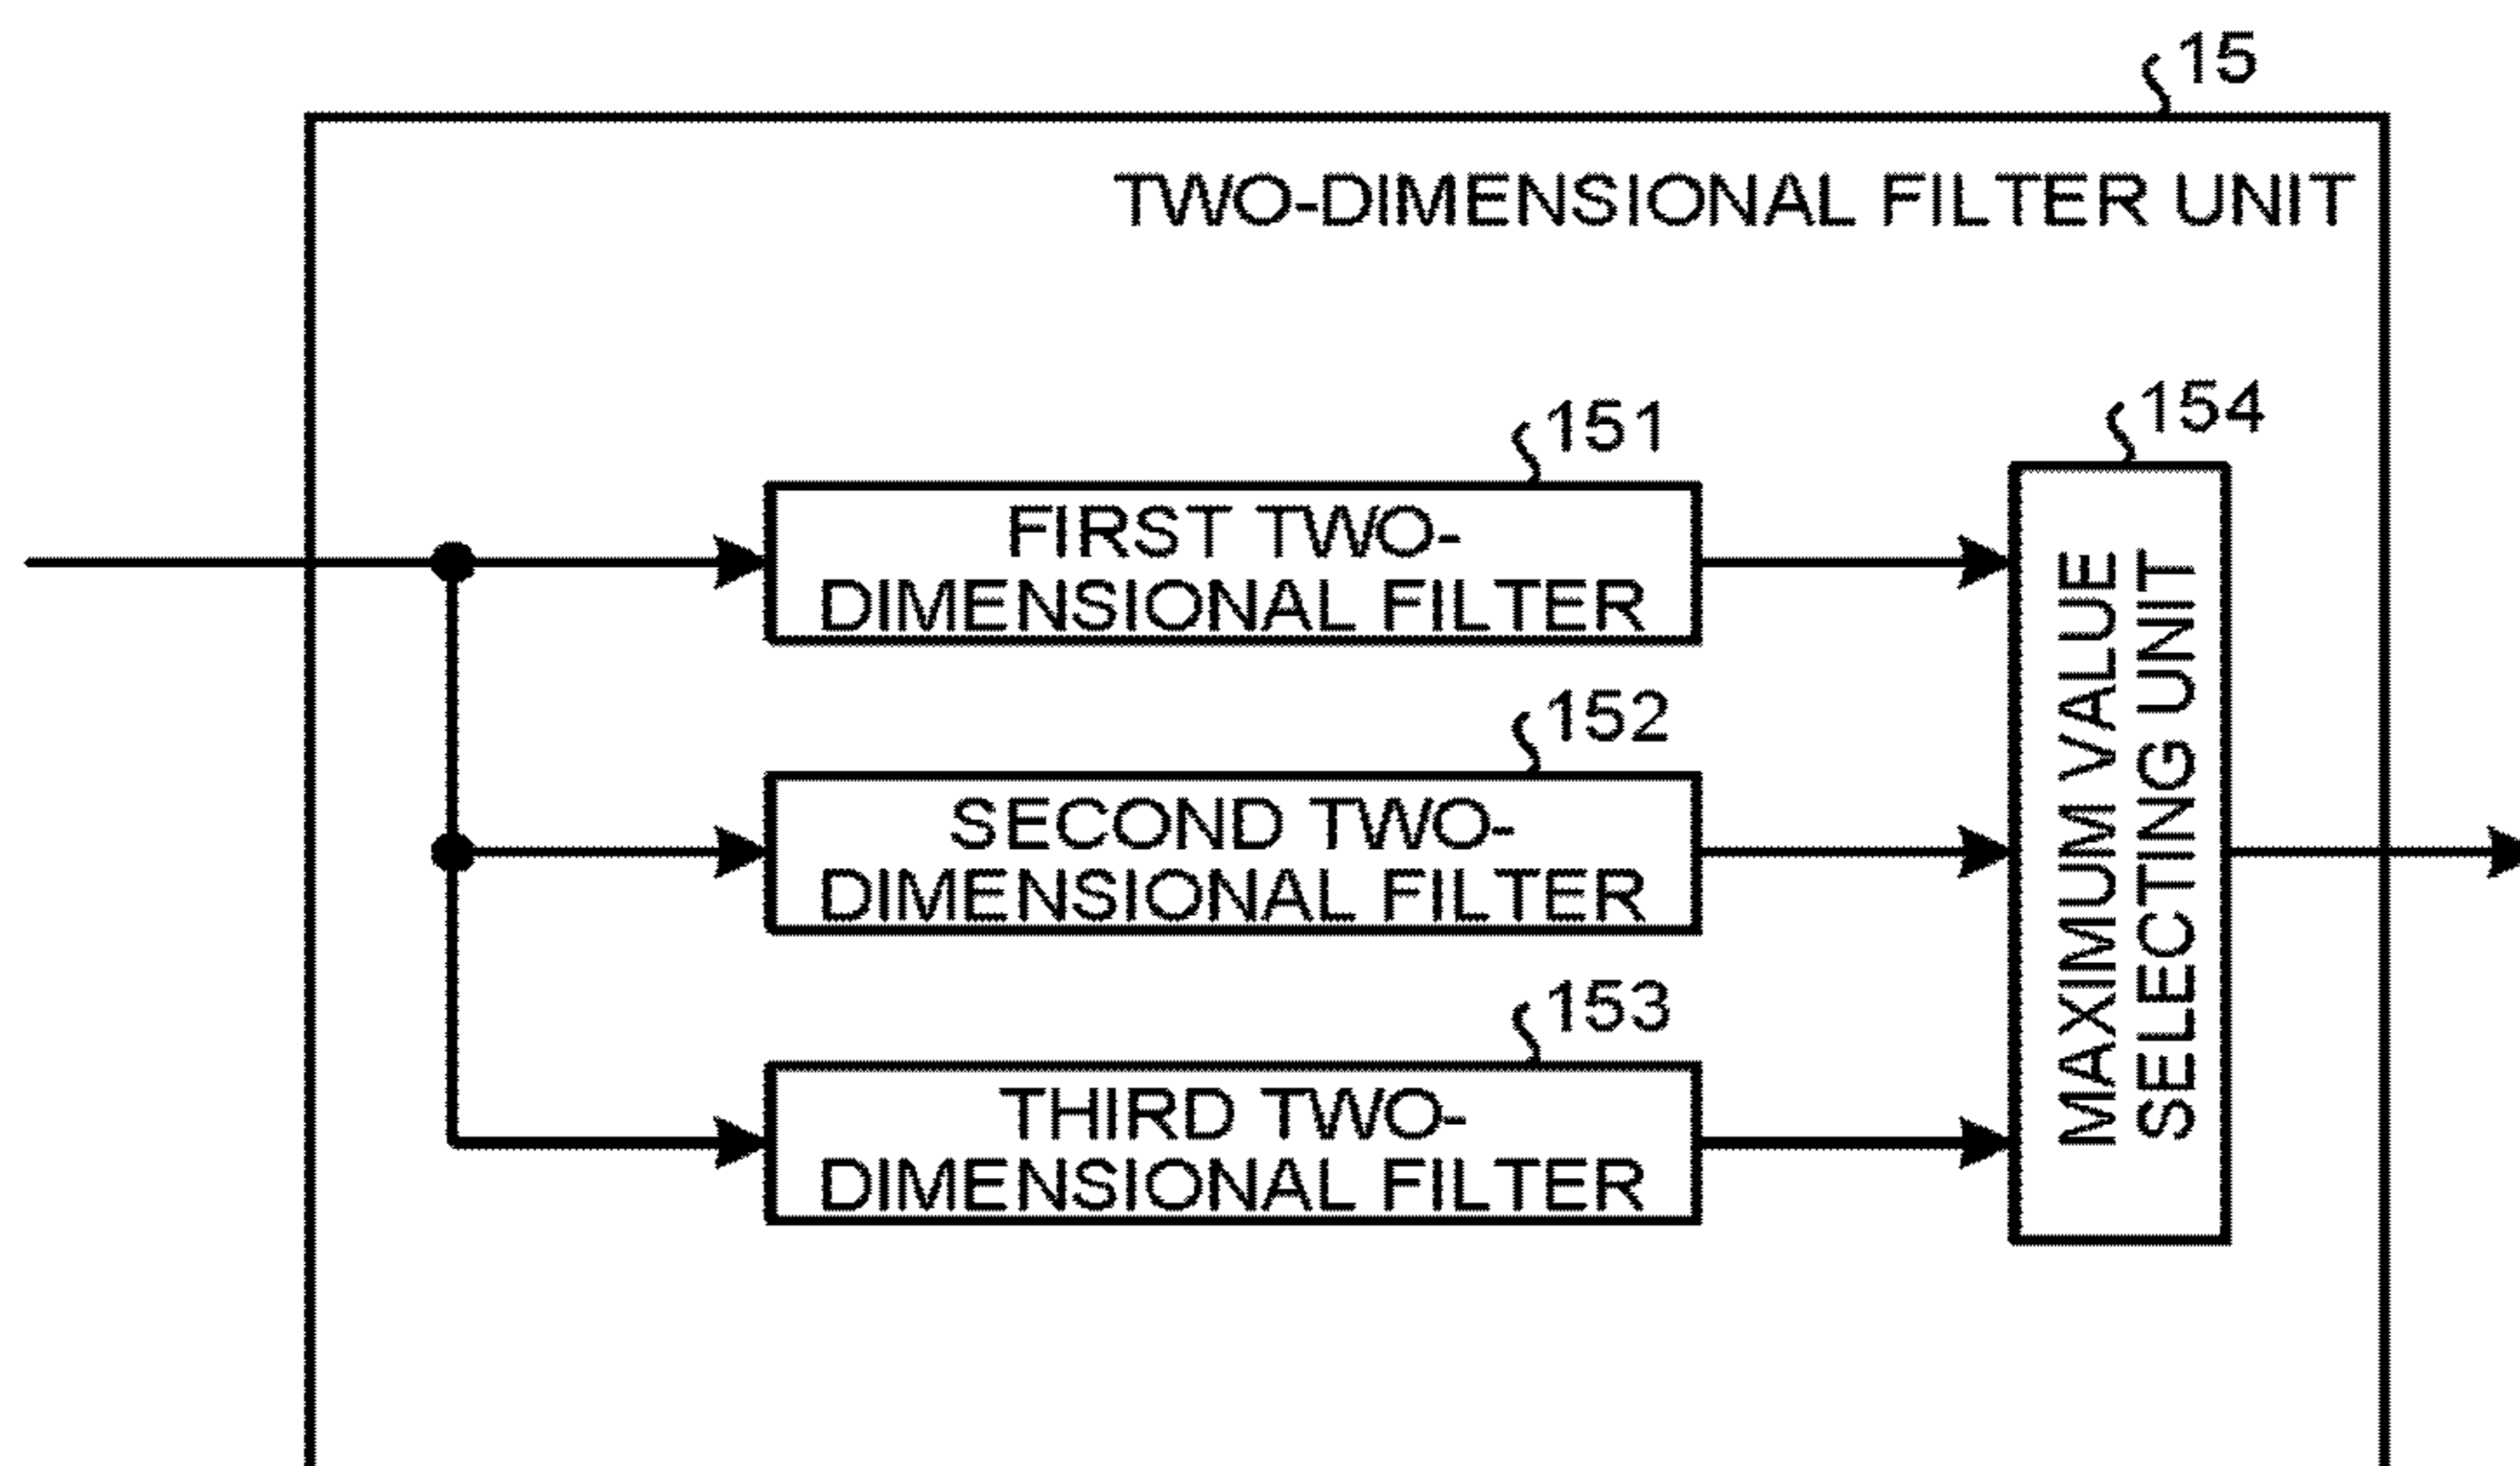 15
TWO-DIMENSIONAL FILTER UNIT
151
FIRST TWO-
DIMENSIONAL FILTER
152
SECOND TWO-
DIMENSIONAL FILTER
153
THIRD TWO-
DIMENSIONAL FILTER
154
MAXIMUM VALUE
SELECTING UNIT